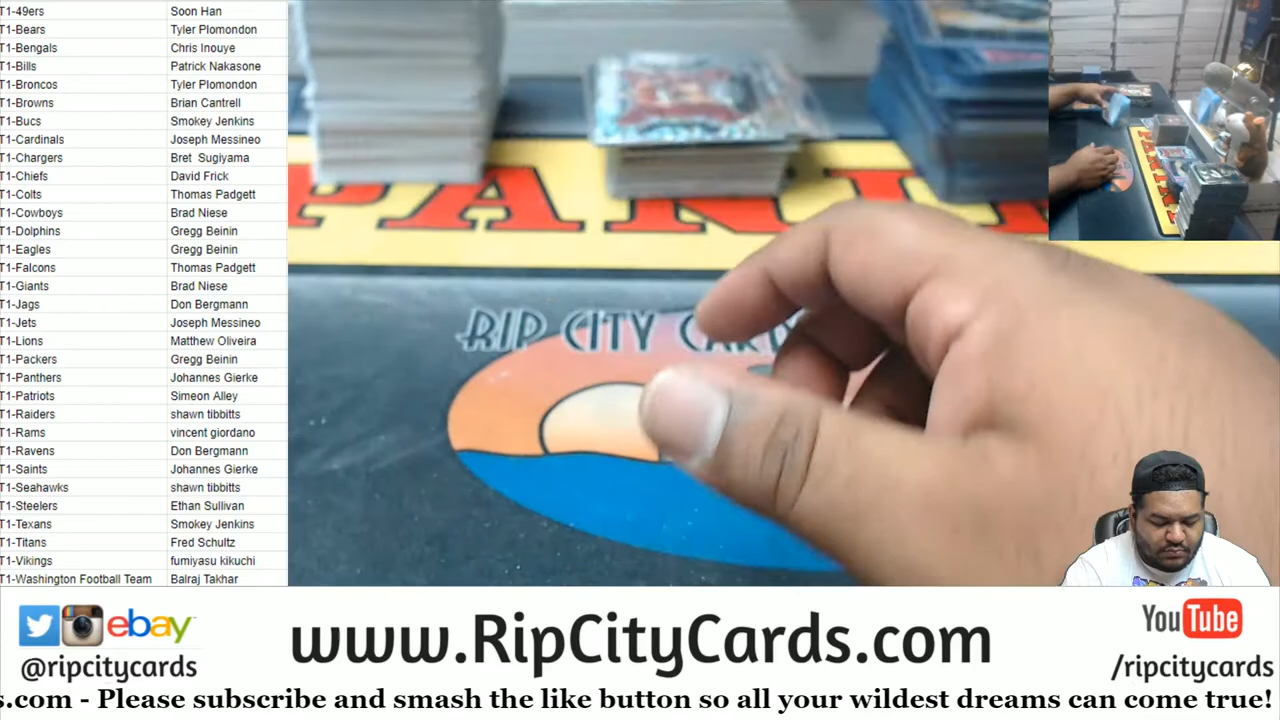 T1-49ers Soon Han
T1-Bears Tyler Plomondon
T1-Bengals Chris Inouye
T1-Bills Patrick Nakasone
T1-Broncos Tyler Plomondon
T1-Browns Brian Cantrell
T1-Bucs Smokey Jenkins
T1-Cardinals Joseph Messineo
T1-Chargers Bret Sugiyama
T1-Chiefs David Frick
T1-Colts Thomas Padgett
T1-Cowboys Brad Niese
T1-Dolphins Gregg Beinin
T1-Eagles Gregg Beinin
T1-Falcons Thomas Padgett
T1-Giants Brad Niese
T1-Jags Don Bergmann
T1-Jets Joseph Messineo
T1-Lions Matthew Oliveira
T1-Packers Gregg Beinin
T1-Panthers Johannes Gierke
T1-Patriots Simeon Alley
T1-Raiders shawn tibbitts
T1-Rams vincent giordano
T1-Ravens Don Bergmann
T1-Saints Johannes Gierke
T1-Seahawks shawn tibbitts
T1-Steelers Ethan Sullivan
T1-Texans Smokey Jenkins
T1-Titans Fred Schultz
T1-Vikings fumiyasu kikuchi
T1-Washington Football Team Balraj Takhar
PANINI
RIP CITY CARDS
ebay
@ripcitycards
www.RipCityCards.com
YouTube
/ripcitycards
s.com - Please subscribe and smash the like button so all your wildest dreams can come true!